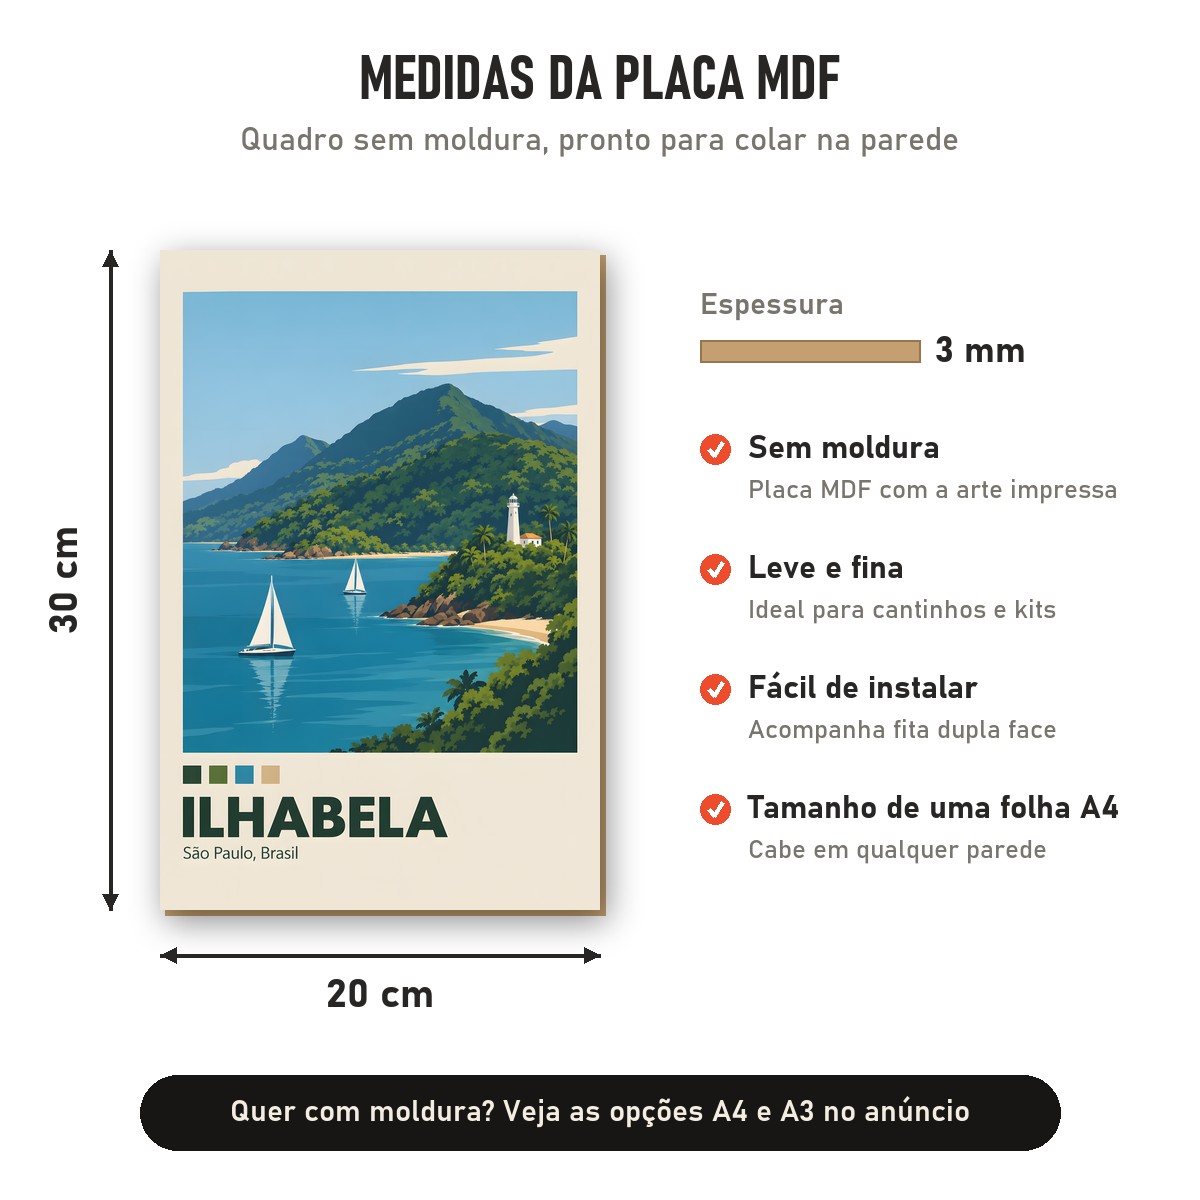 MEDIDAS DA PLACA MDF
Quadro sem moldura, pronto para colar na parede
30 cm
ILHABELA
São Paulo, Brasil
20 cm
Espessura
3 mm
Sem moldura
Placa MDF com a arte impressa
Leve e fina
Ideal para cantinhos e kits
Fácil de instalar
Acompanha fita dupla face
Tamanho de uma folha A4
Cabe em qualquer parede
Quer com moldura? Veja as opções A4 e A3 no anúncio